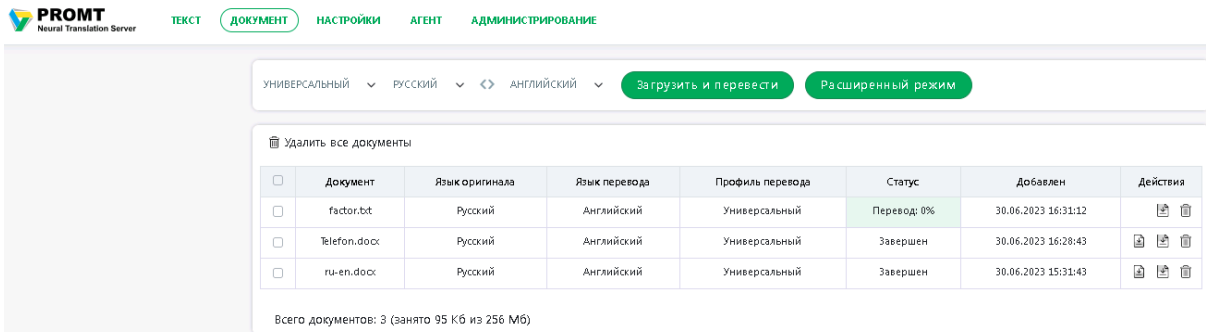 PROMT
Neural Translation Server
ТЕКСТ ДОКУМЕНТ НАСТРОЙКИ АГЕНТ АДМИНИСТРИРОВАНИЕ
УНИВЕРСАЛЬНЫЙ РУССКИЙ <> АНГЛИЙСКИЙ Загрузить и перевести Расширенный режим
Удалить все документы
Документ Язык оригинала Язык перевода Профиль перевода Статус Добавлен Действия
factor.txt Русский Английский Универсальный Перевод: 0% 30.06.2023 16:31:12
Telefon.docx Русский Английский Универсальный Завершен 30.06.2023 16:28:43
ru-en.docx Русский Английский Универсальный Завершен 30.06.2023 15:31:43
Всего документов: 3 (занято 95 Кб из 256 Мб)